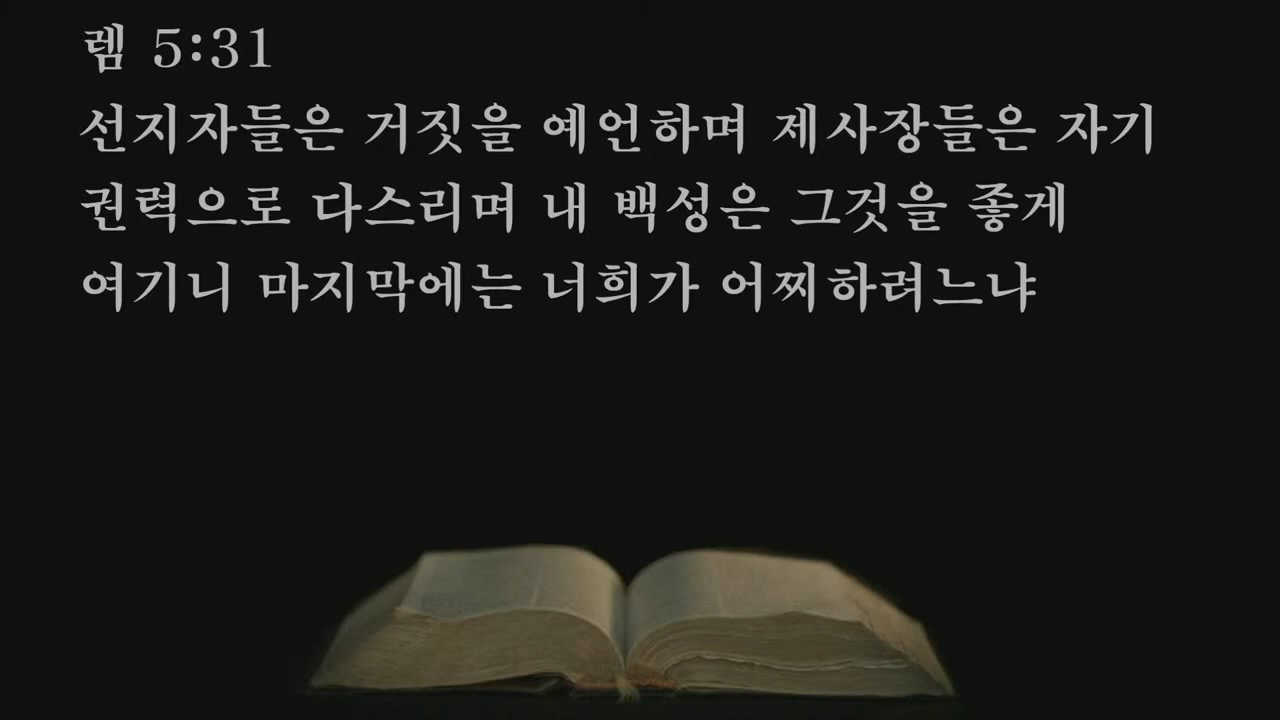 렘 5:31
선지자들은 거짓을 예언하며 제사장들은 자기
권력으로 다스리며 내 백성은 그것을 좋게
여기니 마지막에는 너희가 어찌하려느냐